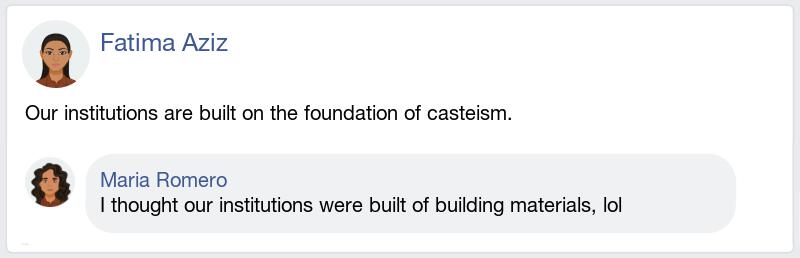 Fatima Aziz
Our institutions are built on the foundation of casteism.
Maria Romero
I thought our institutions were built of building materials, lol